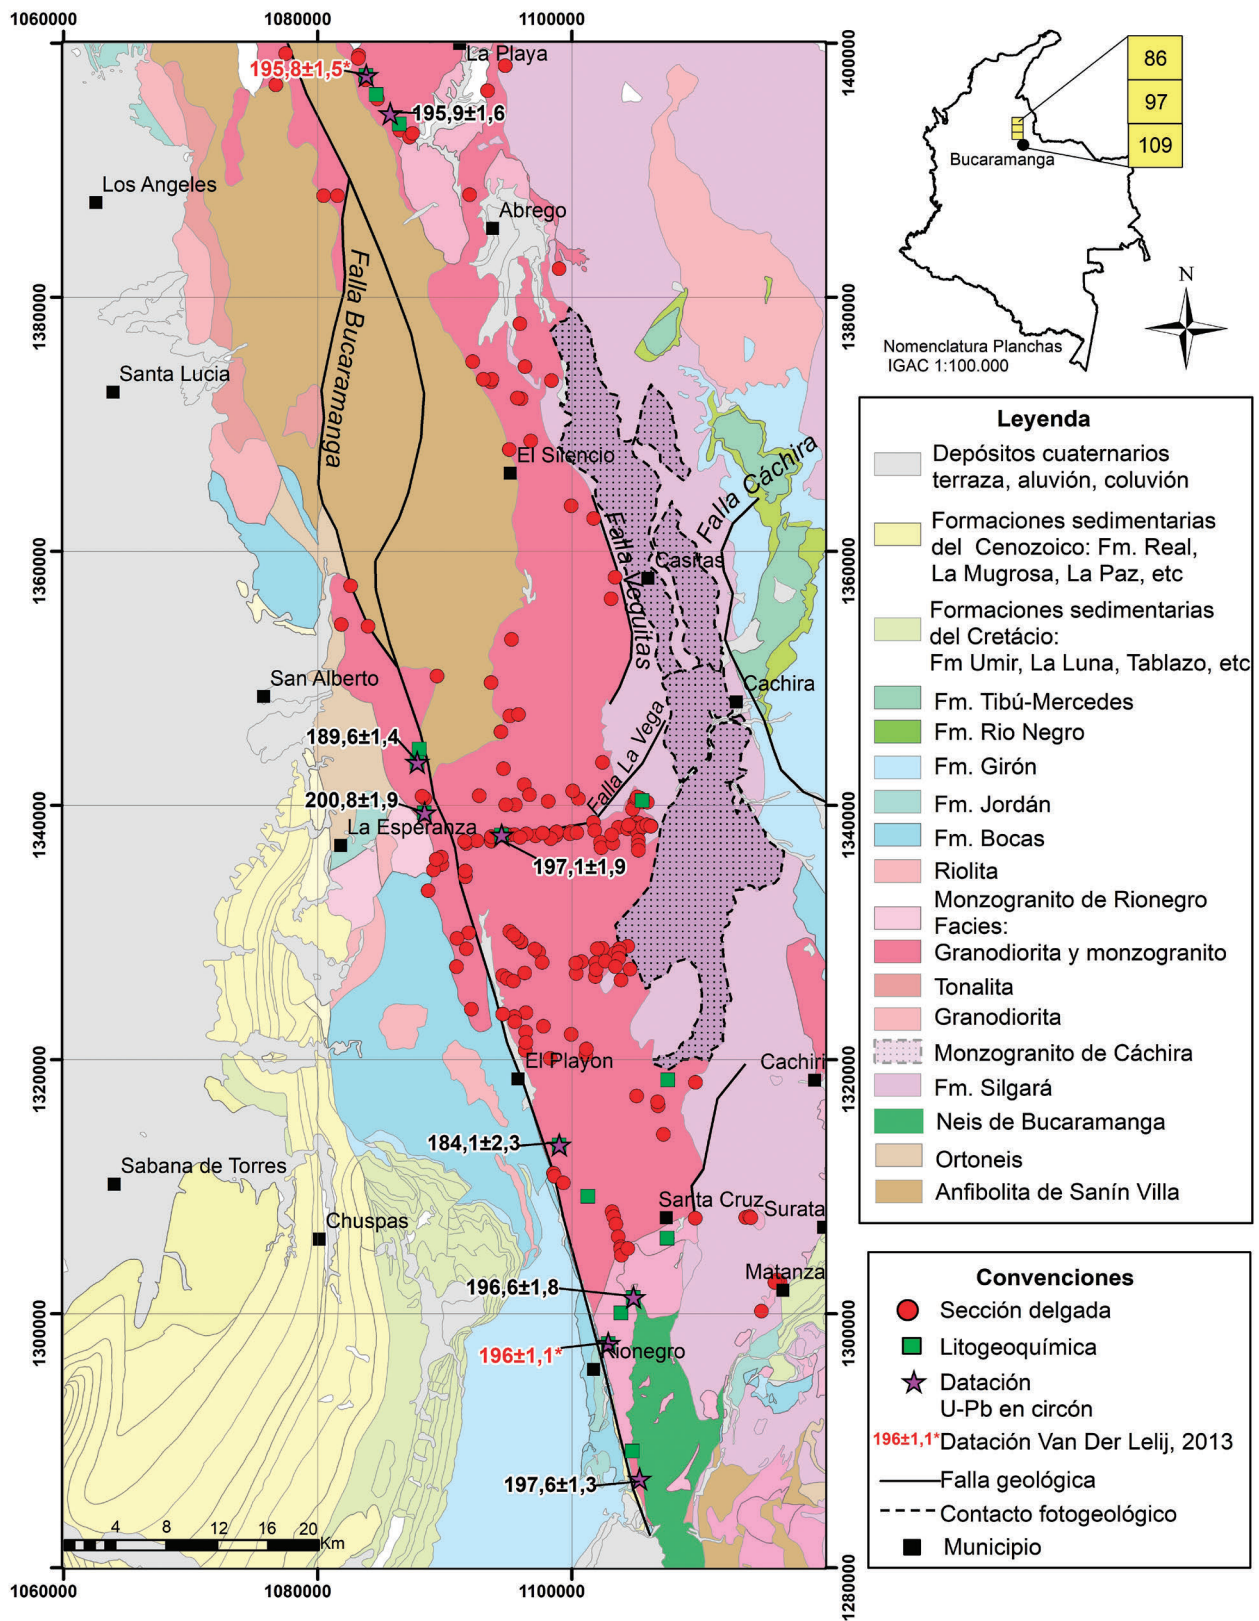 1060000
1080000
1100000
1400000
1380000
1360000
1340000
1320000
1300000
1400000
1380000
1360000
1340000
1320000
1300000
1280000
La Playa
195,8±1,5*
195,9±1,6
Los Angeles
Abrego
Falla Bucaramanga
Santa Lucia
El Silencio
Falla Cáchira
Casitas
San Alberto
Cachira
189,6±1,4
Falla La Vega
200,8±1,9
La Esperanza
197,1±1,9
El Playon
Cachiri
184,1±2,3
Sabana de Torres
Santa Cruz
Surata
Chuspas
Matanza
196,6±1,8
196±1,1*
197,6±1,3
4 8 12 16 20
Km
1060000
1080000
1100000
86
97
109
Bucaramanga
N
Nomenclatura Planchas
IGAC 1:100.000
Leyenda
Depósitos cuaternarios
terraza, aluvión, coluvión
Formaciones sedimentarias
del Cenozoico: Fm. Real,
La Mugrosa, La Paz, etc
Formaciones sedimentarias
del Cretácio:
Fm Umir, La Luna, Tablazo, etc
Fm. Tibú-Mercedes
Fm. Rio Negro
Fm. Girón
Fm. Jordán
Fm. Bocas
Riolita
Monzogranito de Rionegro
Facies:
Granodiorita y monzogranito
Tonalita
Granodiorita
Monzogranito de Cáchira
Fm. Silgará
Neis de Bucaramanga
Ortoneis
Anfibolita de Sanín Villa
Convenciones
Sección delgada
Litogeoquímica
Datación
U-Pb en circón
196±1,1* Datación Van Der Lelij, 2013
Falla geológica
Contacto fotogeológico
Municipio